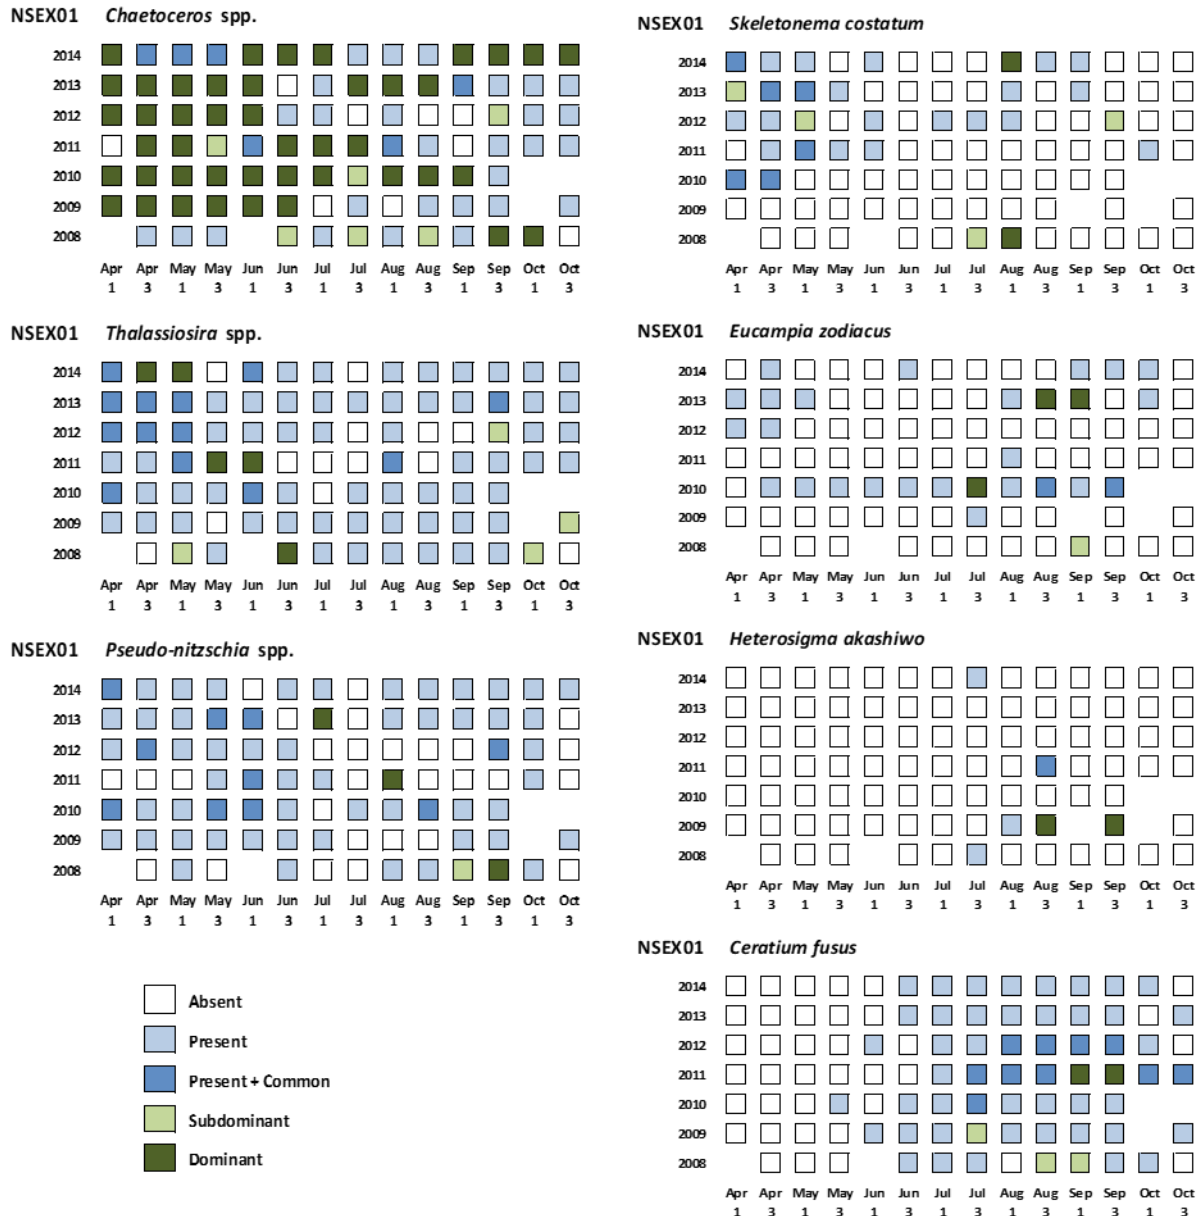 NSEX01 Chaetoceros spp.
2014
2013
2012
2011
2010
2009
2008
Apr Apr May May Jun Jun Jul Jul Aug Aug Sep Sep Oct Oct
1 3 1 3 1 3 1 3 1 3 1 3 1 3
NSEX01 Thalassiosira spp.
2014
2013
2012
2011
2010
2009
2008
Apr Apr May May Jun Jun Jul Jul Aug Aug Sep Sep Oct Oct
1 3 1 3 1 3 1 3 1 3 1 3 1 3
NSEX01 Pseudo-nitzschia spp.
2014
2013
2012
2011
2010
2009
2008
Apr Apr May May Jun Jun Jul Jul Aug Aug Sep Sep Oct Oct
1 3 1 3 1 3 1 3 1 3 1 3 1 3
Absent
Present
Present + Common
Subdominant
Dominant
NSEX01 Skeletonema costatum
2014
2013
2012
2011
2010
2009
2008
Apr Apr May May Jun Jun Jul Jul Aug Aug Sep Sep Oct Oct
1 3 1 3 1 3 1 3 1 3 1 3 1 3
NSEX01 Eucampia zodiacus
2014
2013
2012
2011
2010
2009
2008
Apr Apr May May Jun Jun Jul Jul Aug Aug Sep Sep Oct Oct
1 3 1 3 1 3 1 3 1 3 1 3 1 3
NSEX01 Heterosigma akashiwo
2014
2013
2012
2011
2010
2009
2008
Apr Apr May May Jun Jun Jul Jul Aug Aug Sep Sep Oct Oct
1 3 1 3 1 3 1 3 1 3 1 3 1 3
NSEX01 Ceratium fusus
2014
2013
2012
2011
2010
2009
2008
Apr Apr May May Jun Jun Jul Jul Aug Aug Sep Sep Oct Oct
1 3 1 3 1 3 1 3 1 3 1 3 1 3